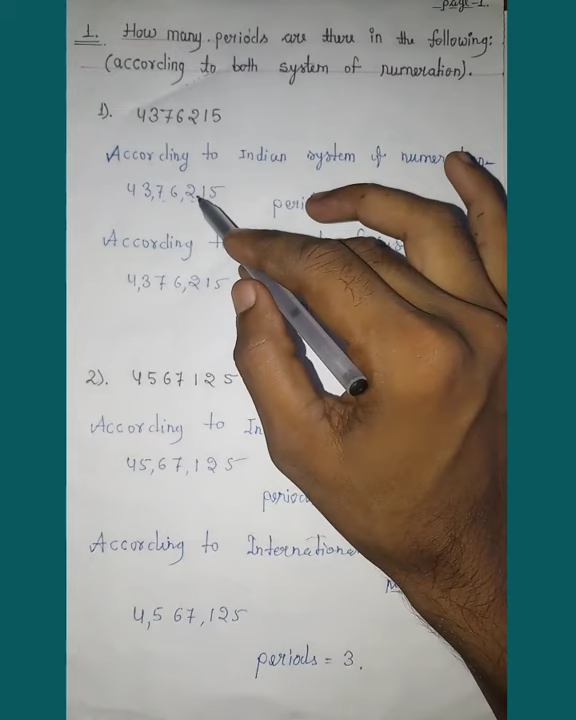 page-1.
1. How many periods are there in the following:
(according to both system of numeration).
1). 4376215
According to Indian system of
43,76,215
According
4,376,215
2). 4567125
According to
45,67,125
According to International
4,567,125
periods = 3.